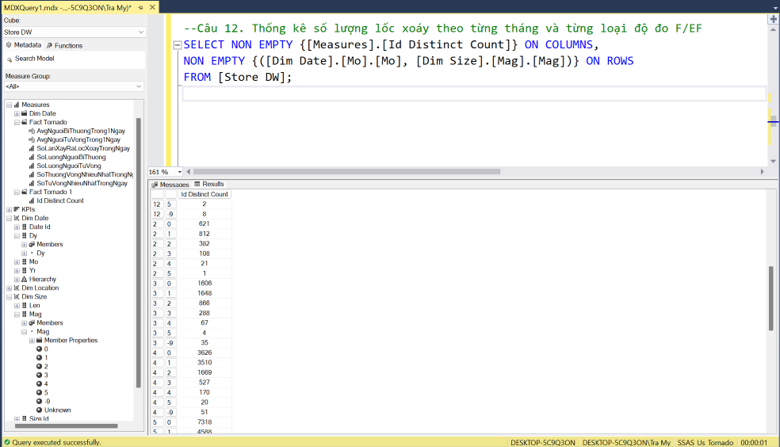 MDXQuery1.mdx -...-5C9Q3ON\Tra My)*
Cube:
Store DW
Metadata
Functions
Search Model
Measure Group:
<All>
Measures
Dim Date
Fact Tornado
AvgNguoiBiThuongTrong1Ngay
AvgNguoiTuVongTrong1Ngay
SoLanXayRaLocXoayTrongNgay
SoLuongNguoiBiThuong
SoLuongNguoiTuVong
SoThuongVongNhieuNhatTrongN
SoTuVongNhieuNhatTrongNgay
Fact Tornado 1
Id Distinct Count
KPIs
Dim Date
Date Id
Dy
Members
Dy
Mo
Yr
Hierarchy
Dim Location
Dim Size
Len
Mag
Members
Mag
Member Properties
0
1
2
3
4
5
-9
Unknown
Size Id
--Câu 12. Thống kê số lượng lốc xoáy theo từng tháng và từng loại độ đo F/EF
SELECT NON EMPTY {[Measures].[Id Distinct Count]} ON COLUMNS,
NON EMPTY {([Dim Date].[Mo].[Mo], [Dim Size].[Mag].[Mag])} ON ROWS
FROM [Store DW];
161 %
Messages
Results
Id Distinct Count
12 5 2
12 -9 8
2 0 621
2 1 812
2 2 382
2 3 108
2 4 21
2 5 1
3 0 1606
3 1 1648
3 2 866
3 3 288
3 4 67
3 5 4
3 -9 35
4 0 3626
4 1 3510
4 2 1669
4 3 527
4 4 170
4 5 20
4 -9 51
5 0 7318
5 1 4588
Query executed successfully.
DESKTOP-5C9Q3ON
DESKTOP-5C9Q3ON\Tra My
SSAS Us Tornado
00:00:01